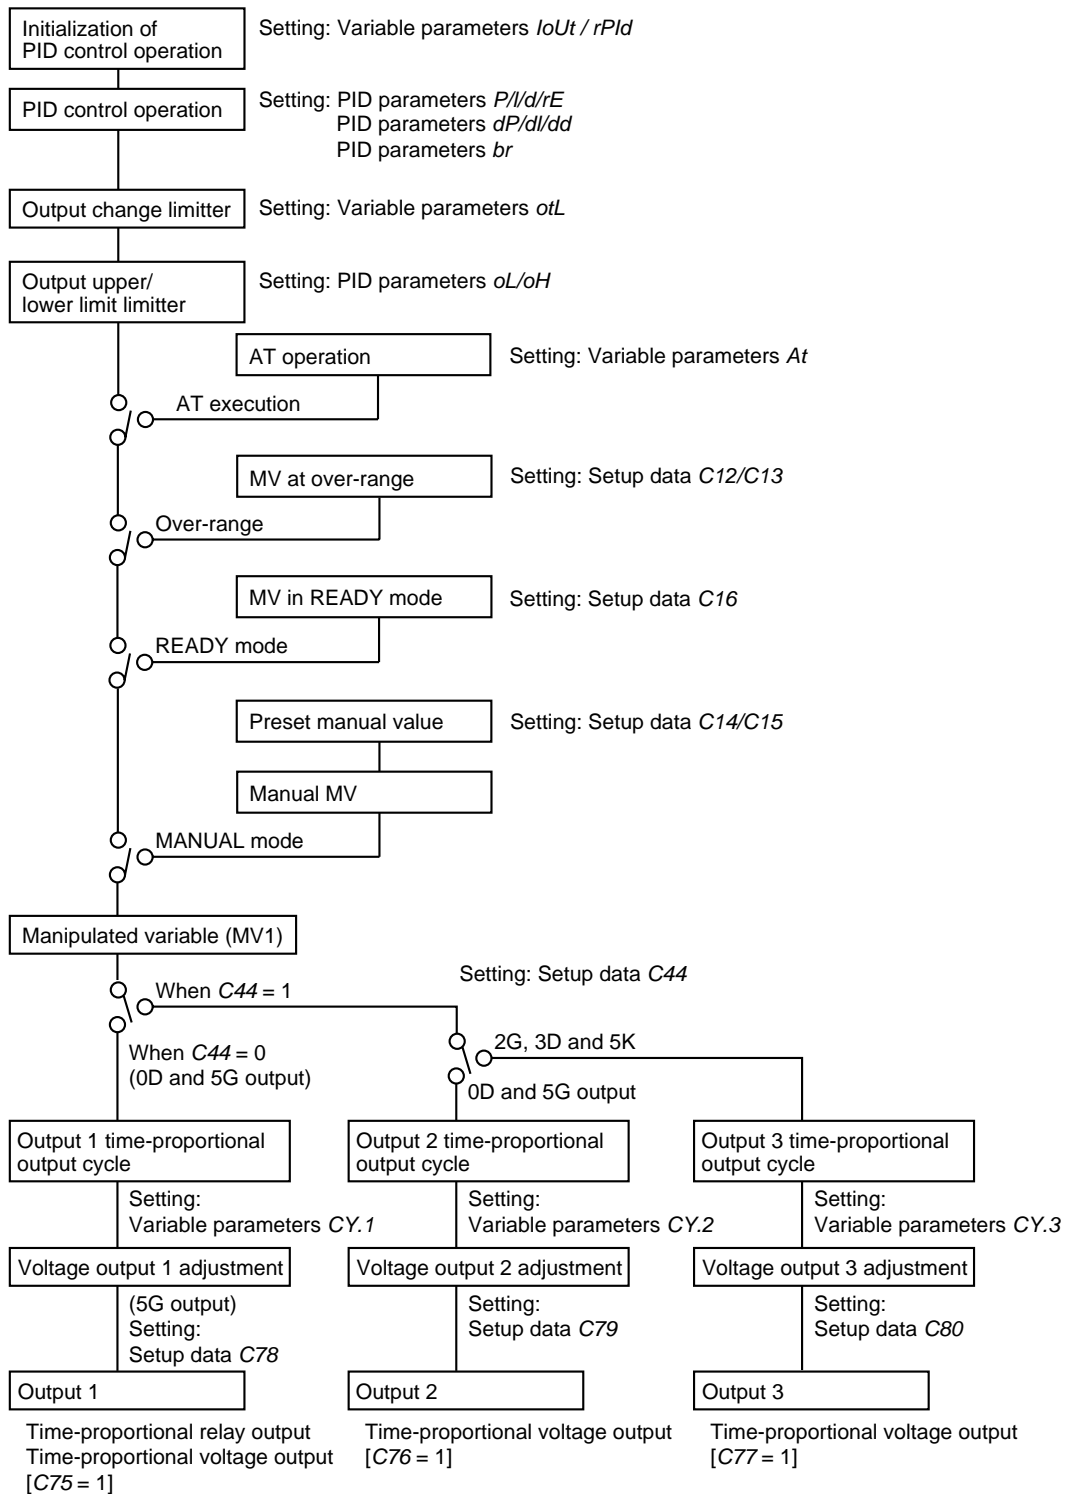 Initialization of
PID control operation
Setting: Variable parameters IoUt / rPId
PID control operation
Setting: PID parameters P/I/d/rE
PID parameters dP/dI/dd
PID parameters br
Output change limitter
Setting: Variable parameters otL
Output upper/
lower limit limitter
Setting: PID parameters oL/oH
AT operation
Setting: Variable parameters At
AT execution
MV at over-range
Setting: Setup data C12/C13
Over-range
MV in READY mode
Setting: Setup data C16
READY mode
Preset manual value
Setting: Setup data C14/C15
Manual MV
MANUAL mode
Manipulated variable (MV1)
Setting: Setup data C44
When C44 = 1
2G, 3D and 5K
When C44 = 0
(0D and 5G output)
0D and 5G output
Output 1 time-proportional
output cycle
Output 2 time-proportional
output cycle
Output 3 time-proportional
output cycle
Setting:
Variable parameters CY.1
Setting:
Variable parameters CY.2
Setting:
Variable parameters CY.3
Voltage output 1 adjustment
Voltage output 2 adjustment
Voltage output 3 adjustment
(5G output)
Setting:
Setup data C78
Setting:
Setup data C79
Setting:
Setup data C80
Output 1
Output 2
Output 3
Time-proportional relay output
Time-proportional voltage output
[C75 = 1]
Time-proportional voltage output
[C76 = 1]
Time-proportional voltage output
[C77 = 1]